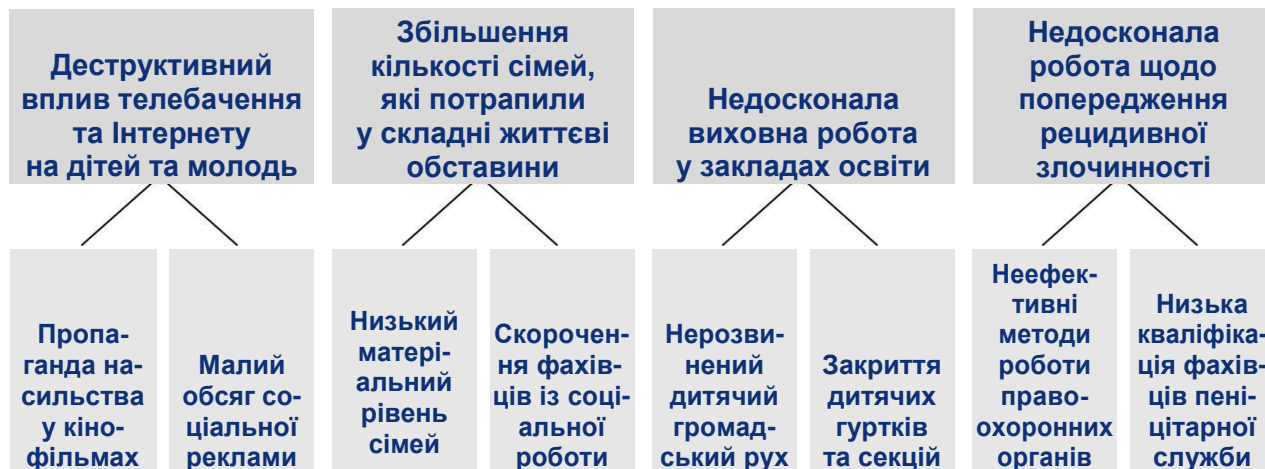 Деструктивний
вплив телебачення
та Інтернету
на дітей та молодь
Збільшення
кількості сімей,
які потрапили
у складні життєві
обставини
Недосконала
виховна робота
у закладах освіти
Недосконала
робота щодо
попередження
рецидивної
злочинності
Пропа-
ганда на-
сильства
у кіно-
фільмах
Малий
обсяг со-
ціальної
реклами
Низький
матері-
альний
рівень
сімей
Скорочен-
ня фахів-
ців із соці-
альної
роботи
Нерозви-
нений
дитячий
громад-
ський рух
Закриття
дитячих
гуртків
та секцій
Неефек-
тивні
методи
роботи
право-
охоронних
органів
Низька
кваліфіка-
ція фахів-
ців пені-
цітарної
служби